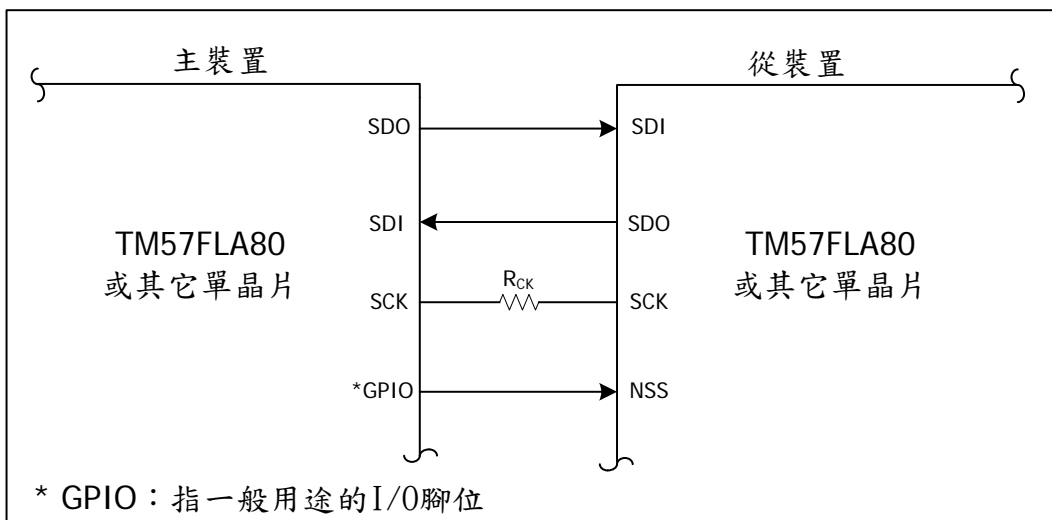 主裝置
從裝置
SDO
SDI
SDI
SDO
TM57FLA80
或其它單晶片
TM57FLA80
或其它單晶片
SCK
RCK
SCK
*GPIO
NSS
* GPIO：指一般用途的I/O腳位